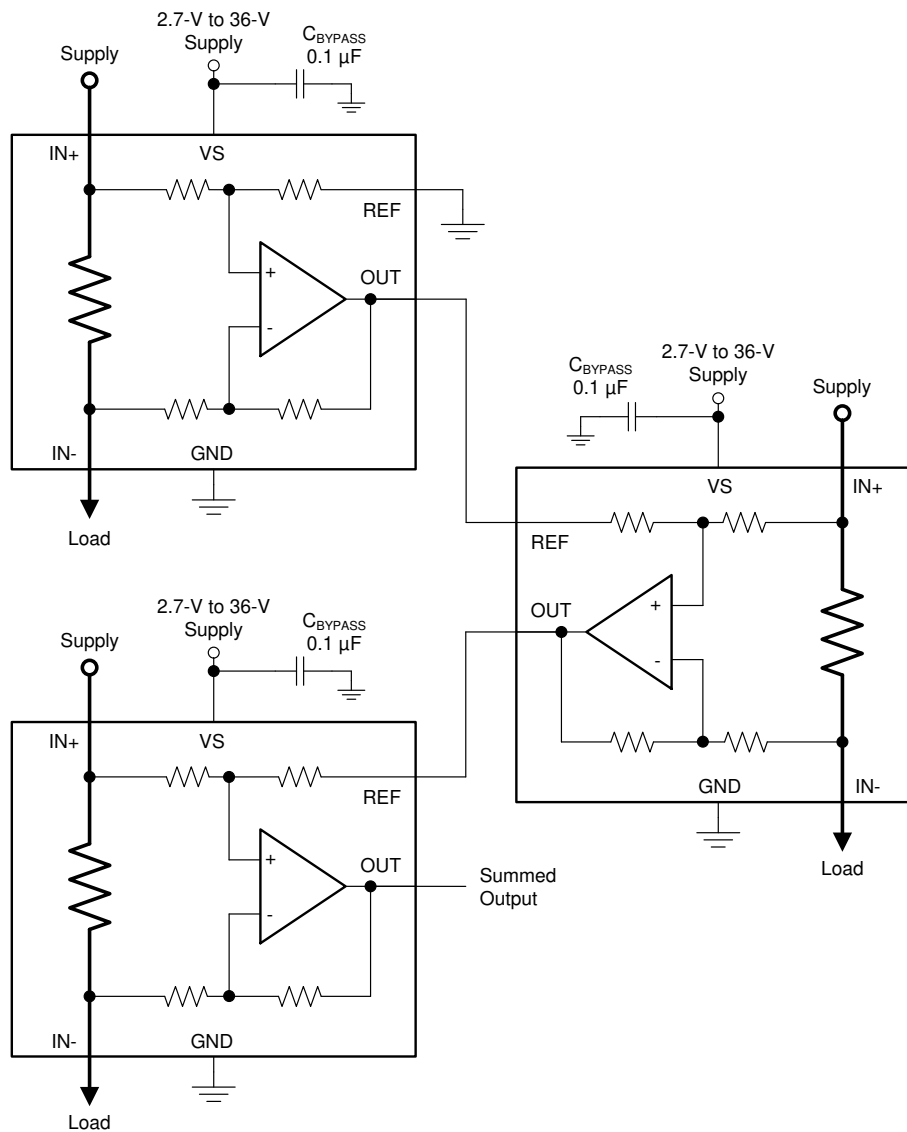 2.7-V to 36-V
Supply
CBYPASS
0.1 µF
Supply
IN+
VS
REF
+
OUT
-
IN-
GND
Load
CBYPASS
0.1 µF
2.7-V to 36-V
Supply
Supply
VS
IN+
REF
OUT
+
-
GND
IN-
Load
2.7-V to 36-V
Supply
CBYPASS
0.1 µF
Supply
IN+
VS
REF
+
OUT
-
Summed
Output
IN-
GND
Load